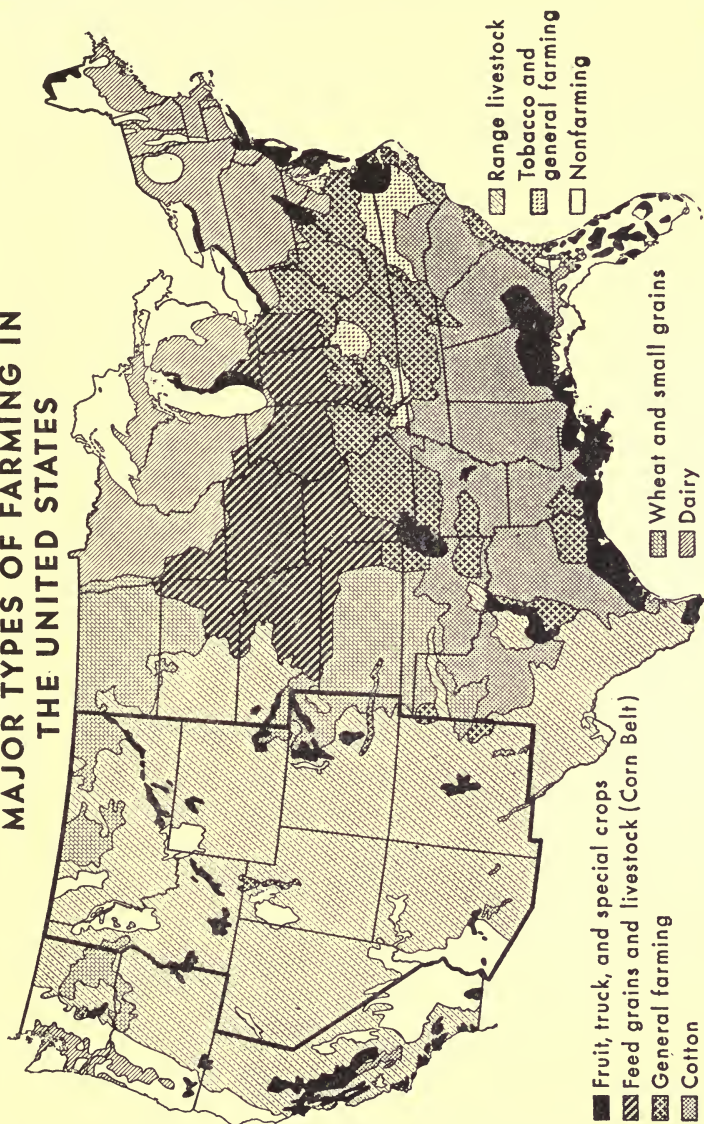 MAJOR TYPES OF FARMING IN
THE UNITED STATES
Fruit, truck, and special crops
Feed grains and livestock (Corn Belt)
General farming
Cotton
Wheat and small grains
Dairy
Range livestock
Tobacco and
general farming
Nonfarming